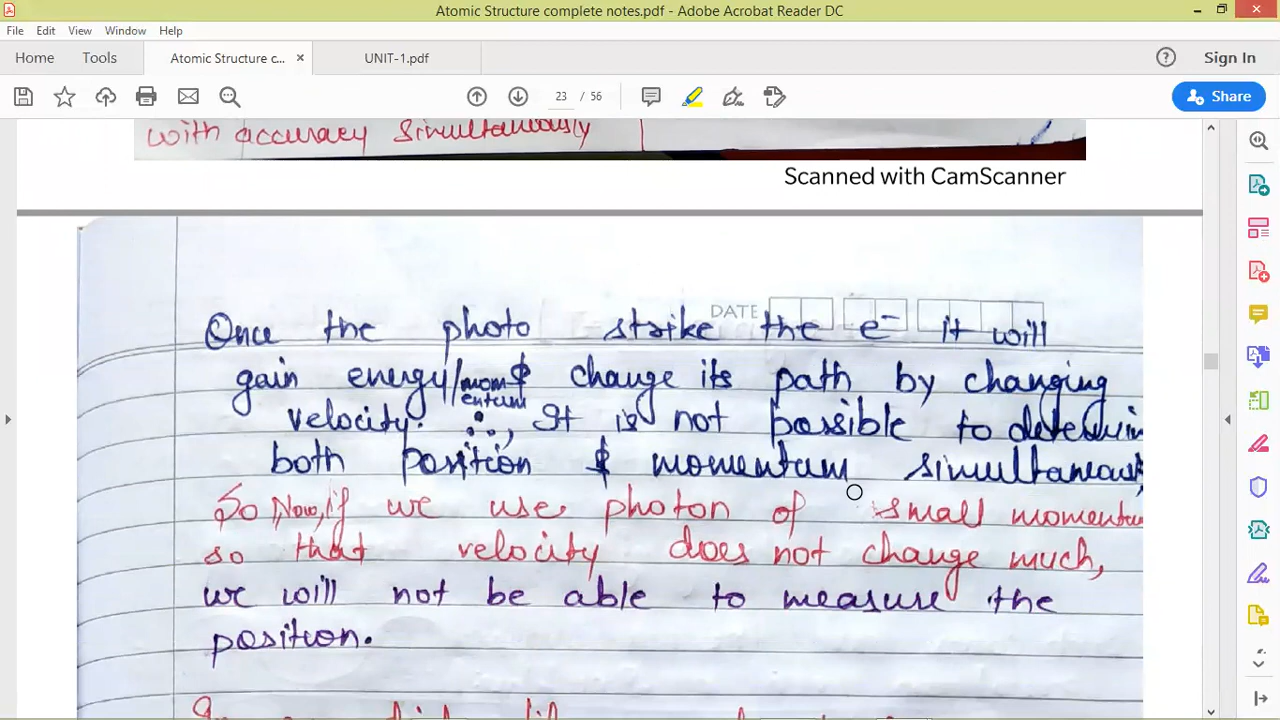 Atomic Structure complete notes.pdf - Adobe Acrobat Reader DC
File Edit View Window Help
Home Tools Atomic Structure c... × UNIT-1.pdf Sign In
23 / 56 Share
with accuracy simultaneously
Scanned with CamScanner
DATE
Once the photo strike the e⁻ it will
gain energy/momentum & change its path by changing
velocity. ∴, It is not possible to determin
both position & momentum simultaneous
So, Now, if we use photon of small momentu
so that velocity does not change much,
we will not be able to measure the
position.